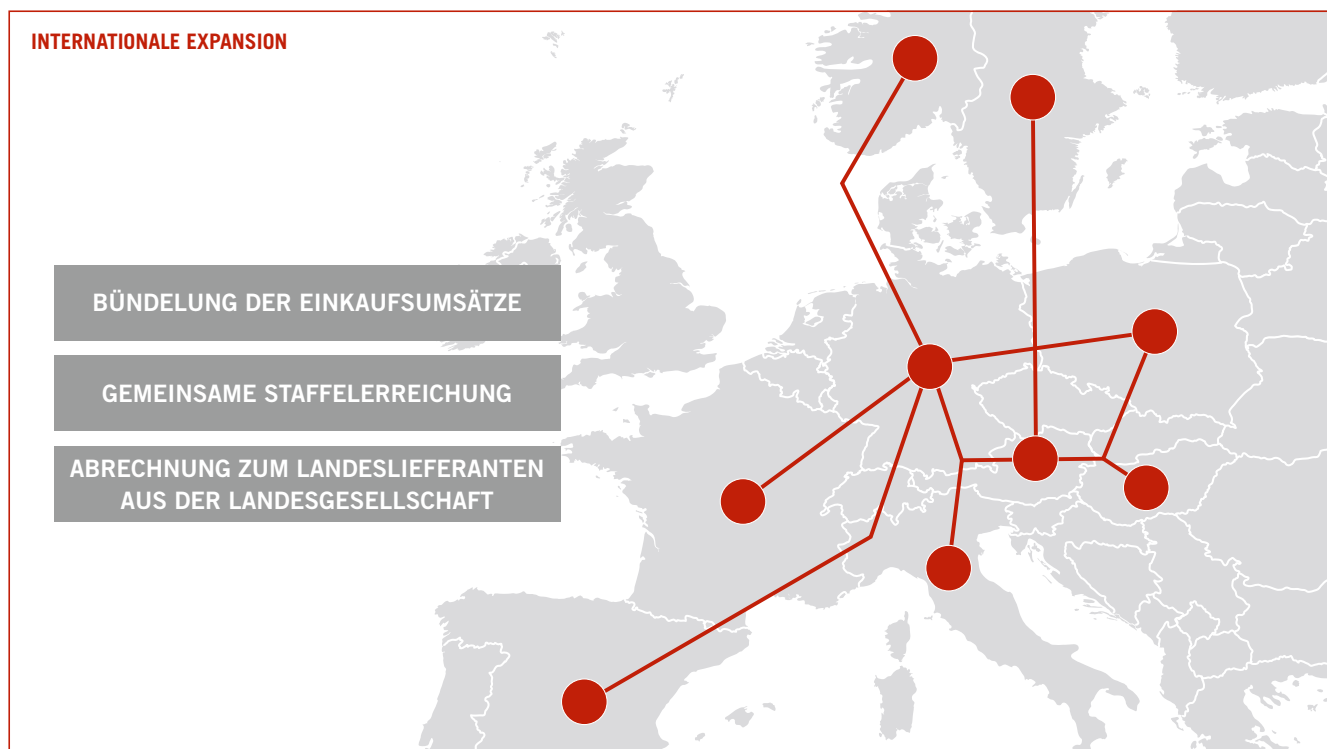 INTERNATIONALE EXPANSION
BÜNDELUNG DER EINKAUFSUMSÄTZE
GEMEINSAME STAFFELERREICHUNG
ABRECHNUNG ZUM LANDESLIEFERANTEN
AUS DER LANDESGESELLSCHAFT